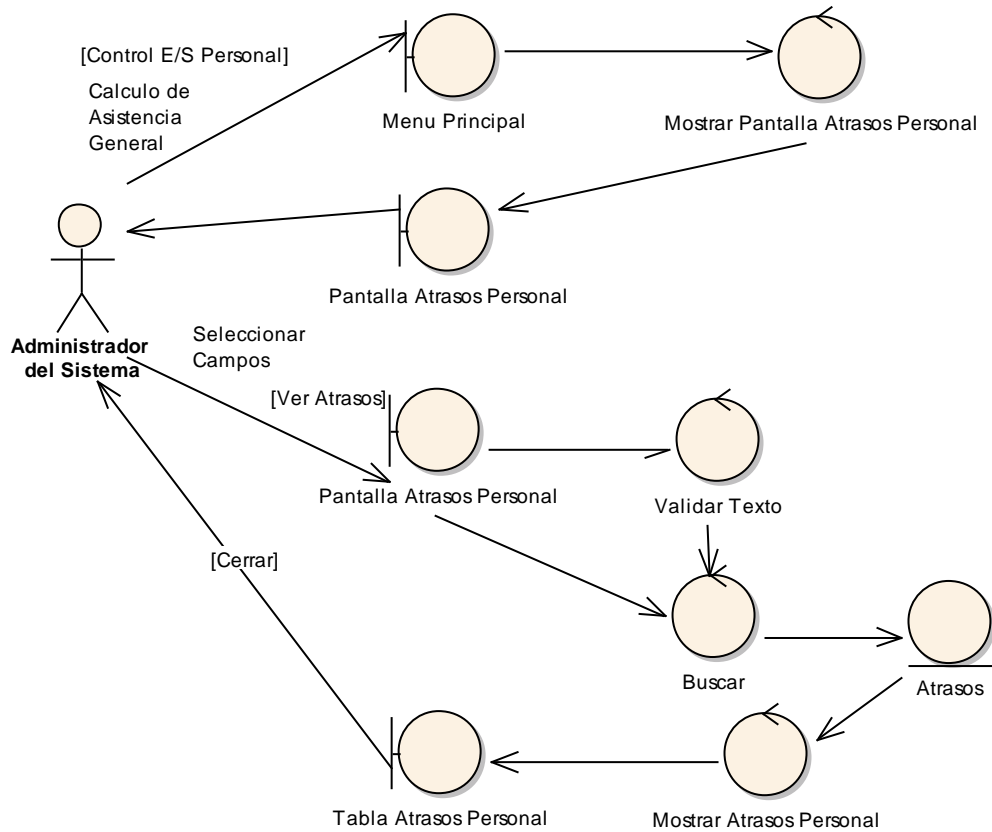 [Control E/S Personal]
Calculo de
Asistencia
General
Menu Principal
Mostrar Pantalla Atrasos Personal
Pantalla Atrasos Personal
Administrador
del Sistema
Seleccionar
Campos
[Ver Atrasos]
Pantalla Atrasos Personal
Validar Texto
[Cerrar]
Buscar
Atrasos
Tabla Atrasos Personal
Mostrar Atrasos Personal